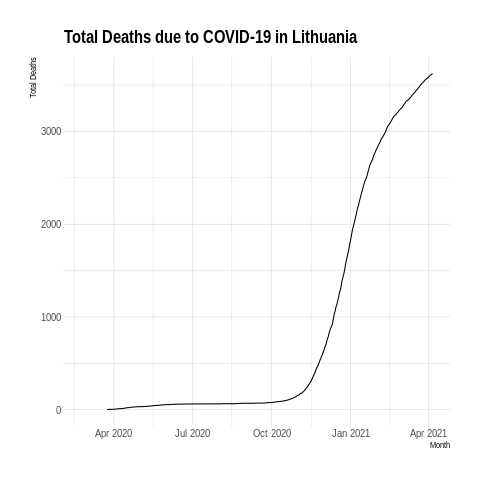 Total Deaths due to COVID-19 in Lithuania
Total Deaths
3000
2000
1000
0
Apr 2020 Jul 2020 Oct 2020 Jan 2021 Apr 2021
Month